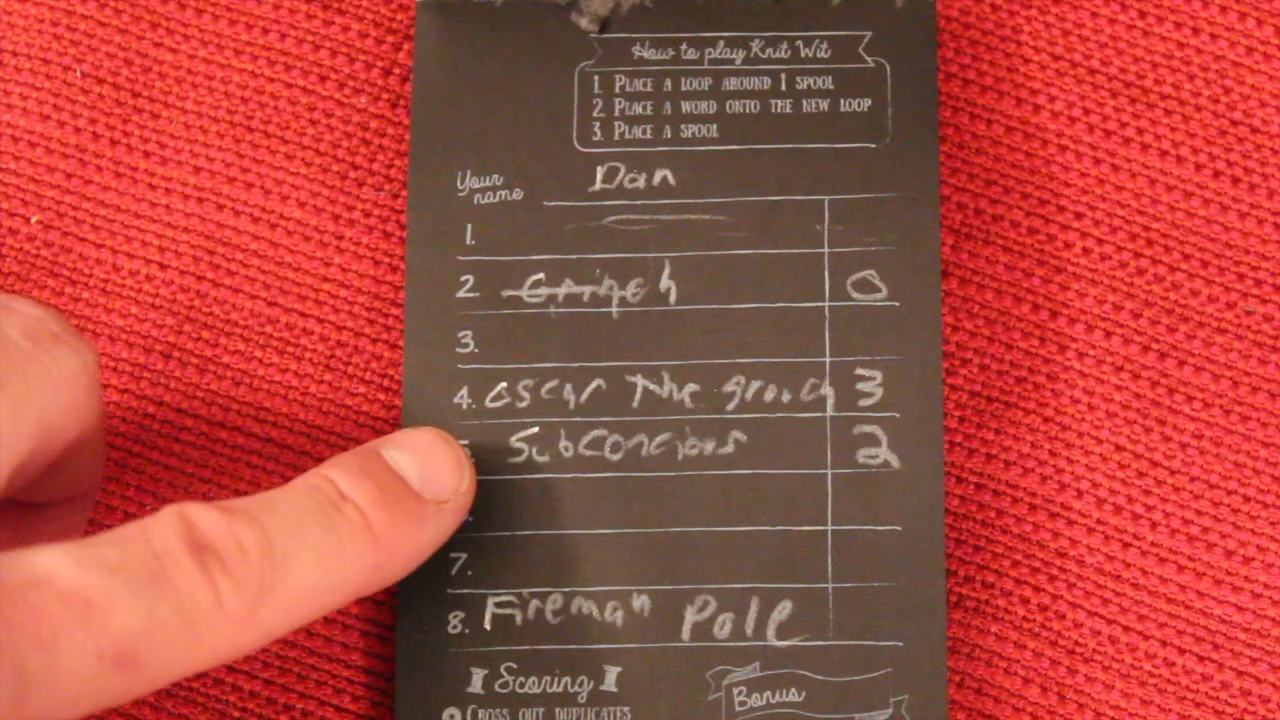 How to play Knit Wit
1. PLACE A LOOP AROUND 1 SPOOL
2. PLACE A WORD ONTO THE NEW LOOP
3. PLACE A SPOOL
Your name Dan
1.
2 Grinch 0
3.
4. oscar the grouch 3
Subconcious 2
7.
8. Fireman Pole
Scoring
Bonus
CROSS OUT DUPLICATES